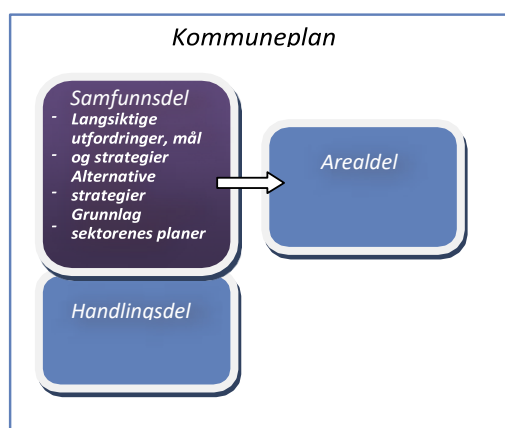 Kommuneplan
Samfunnsdel
- Langsiktige
utfordringer, mål
- og strategier
Alternative
- strategier
Grunnlag
- sektorenes planer
Arealdel
Handlingsdel